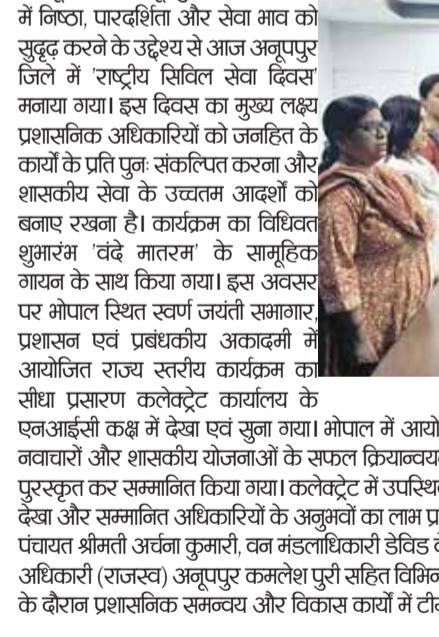 में निष्ठा, पारदर्शिता और सेवा भाव को
सुदृढ़ करने के उद्देश्य से आज अनूपपुर
जिले में 'राष्ट्रीय सिविल सेवा दिवस'
मनाया गया। इस दिवस का मुख्य लक्ष्य
प्रशासनिक अधिकारियों को जनहित के
कार्यों के प्रति पुनः संकल्पित करना और
शासकीय सेवा के उच्चतम आदर्शों को
बनाए रखना है। कार्यक्रम का विधिवत
शुभारंभ 'वंदे मातरम' के सामूहिक
गायन के साथ किया गया। इस अवसर
पर भोपाल स्थित स्वर्ण जयंती सभागार,
प्रशासन एवं प्रबंधकीय अकादमी में
आयोजित राज्य स्तरीय कार्यक्रम का
सीधा प्रसारण कलेक्ट्रेट कार्यालय के
एनआईसी कक्ष में देखा एवं सुना गया। भोपाल में आयो
नवाचारों और शासकीय योजनाओं के सफल क्रियान्वय
पुरस्कृत कर सम्मानित किया गया। कलेक्ट्रेट में उपस्थि
देखा और सम्मानित अधिकारियों के अनुभवों का लाभ प्र
पंचायत श्रीमती अर्चना कुमारी, वन मंडलाधिकारी डेविड
अधिकारी (राजस्व) अनूपपुर कमलेश पुरी सहित विभिन
के दौरान प्रशासनिक समन्वय और विकास कार्यों में टी